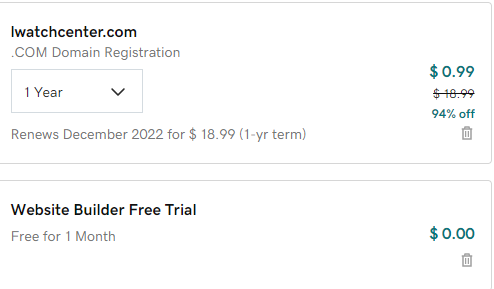 lwatchcenter.com
.COM Domain Registration
$ 0.99
1 Year
$ 18.99
94% off
Renews December 2022 for $ 18.99 (1-yr term)
Website Builder Free Trial
Free for 1 Month
$ 0.00